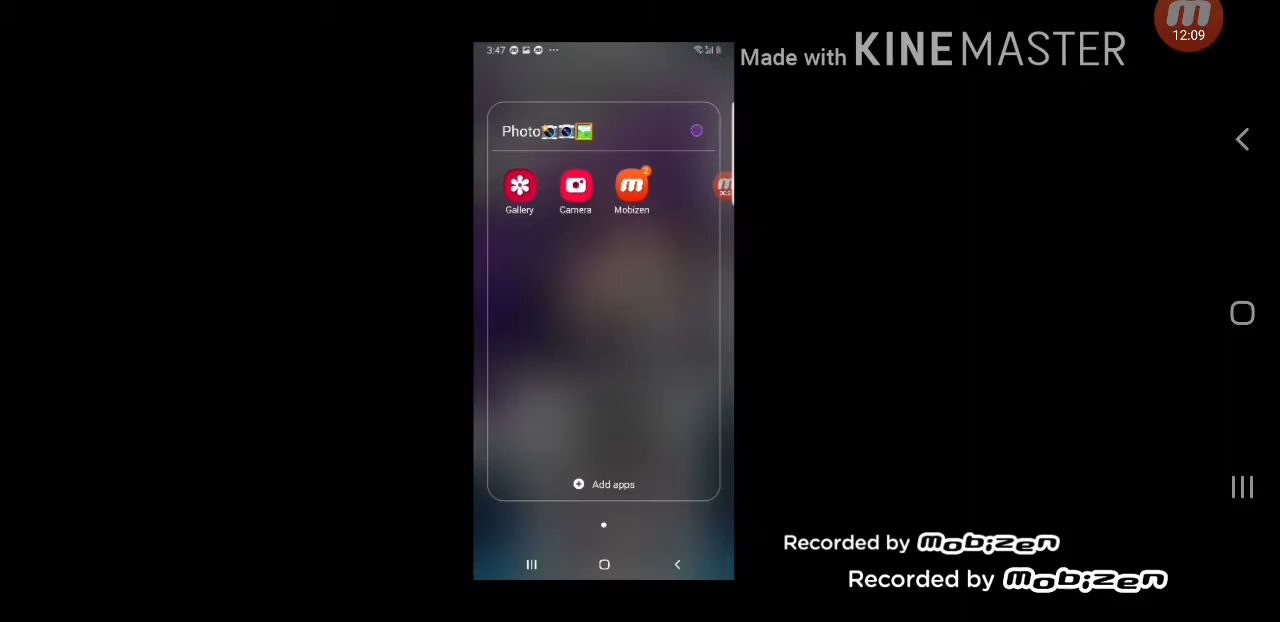 12:09
Made with KINEMASTER
3:47
Photo📸📷🖼️
2
Gallery
Camera
Mobizen
Add apps
Recorded by mobizen
Recorded by mobizen